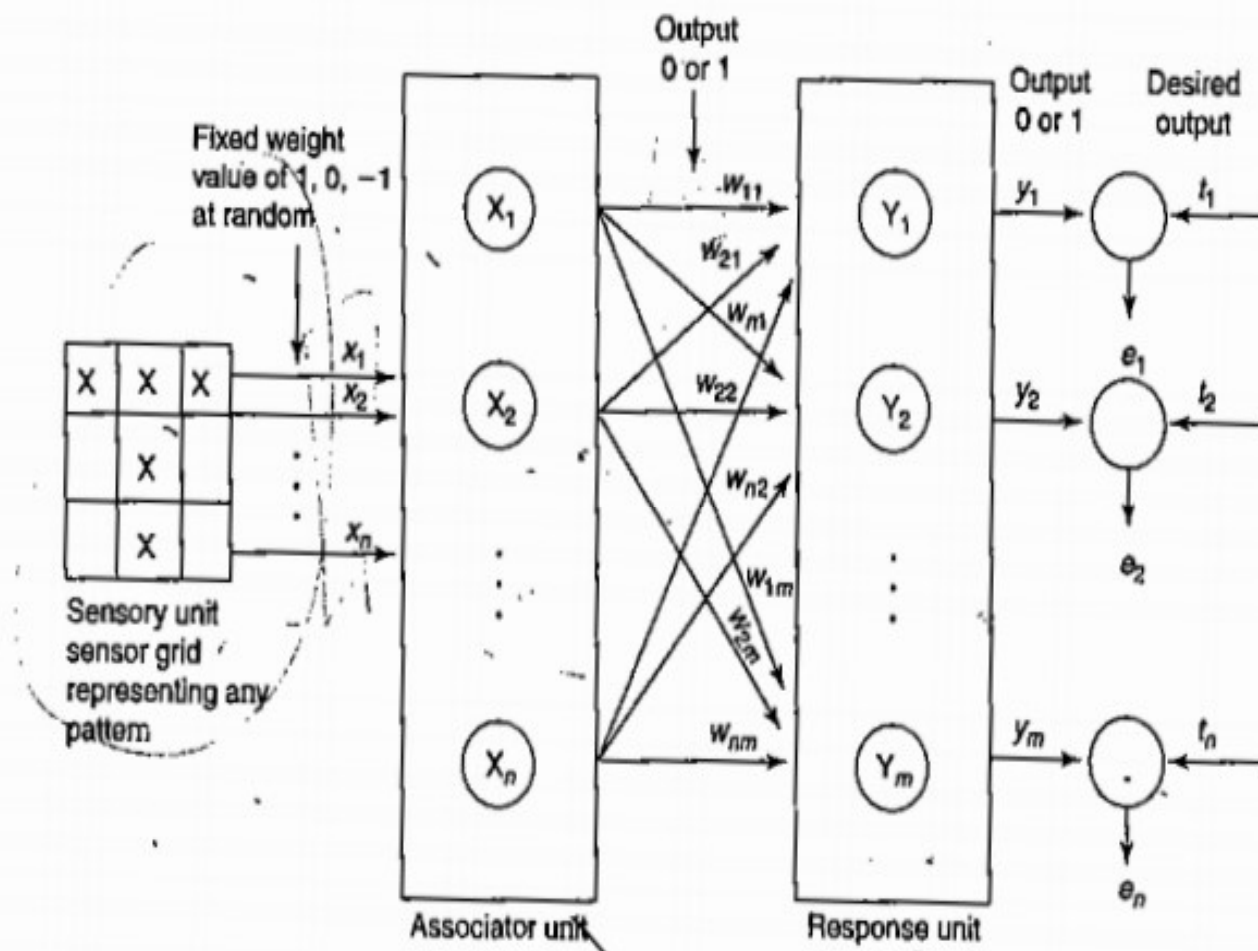 Output
0 or 1
Output
0 or 1
Desired
output
Fixed weight
value of 1, 0, −1
at random
X₁
w₁₁
Y₁
y₁
t₁
w₂₁
wₙ₁
e₁
X X X
x₁
x₂
X₂
w₂₂
Y₂
y₂
t₂
X
wₙ₂
X
xₙ
w₁ₘ
e₂
Sensory unit
sensor grid
representing any
pattern
w₂ₘ
Xₙ
wₙₘ
Yₘ
yₘ
tₙ
eₙ
Associator unit
Response unit